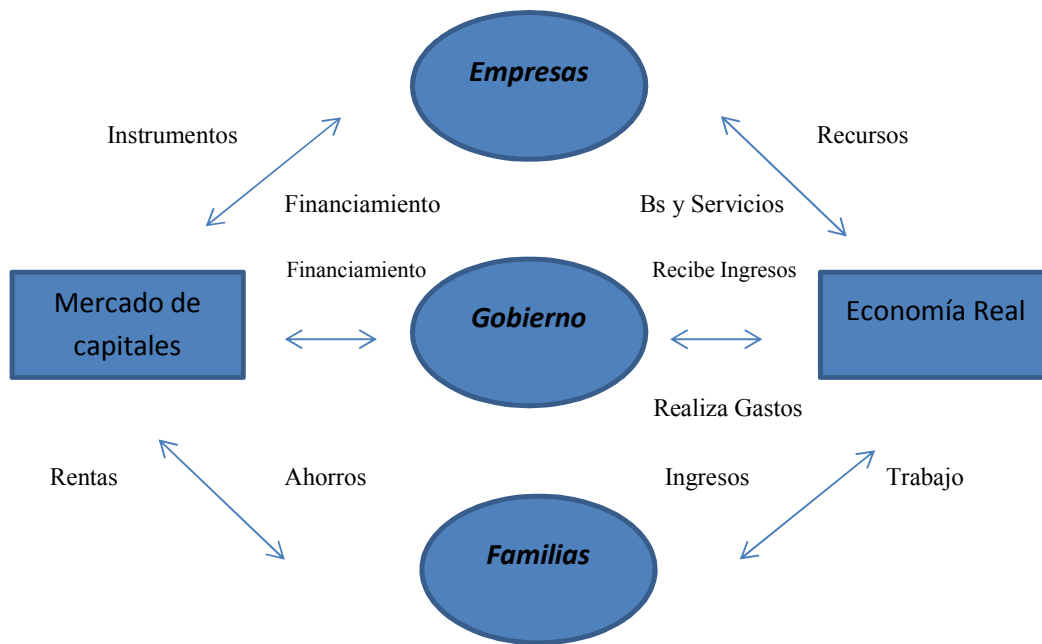 Empresas
Instrumentos
Recursos
Financiamiento
Bs y Servicios
Financiamiento
Recibe Ingresos
Mercado de
capitales
Gobierno
Economía Real
Realiza Gastos
Rentas
Ahorros
Ingresos
Trabajo
Familias